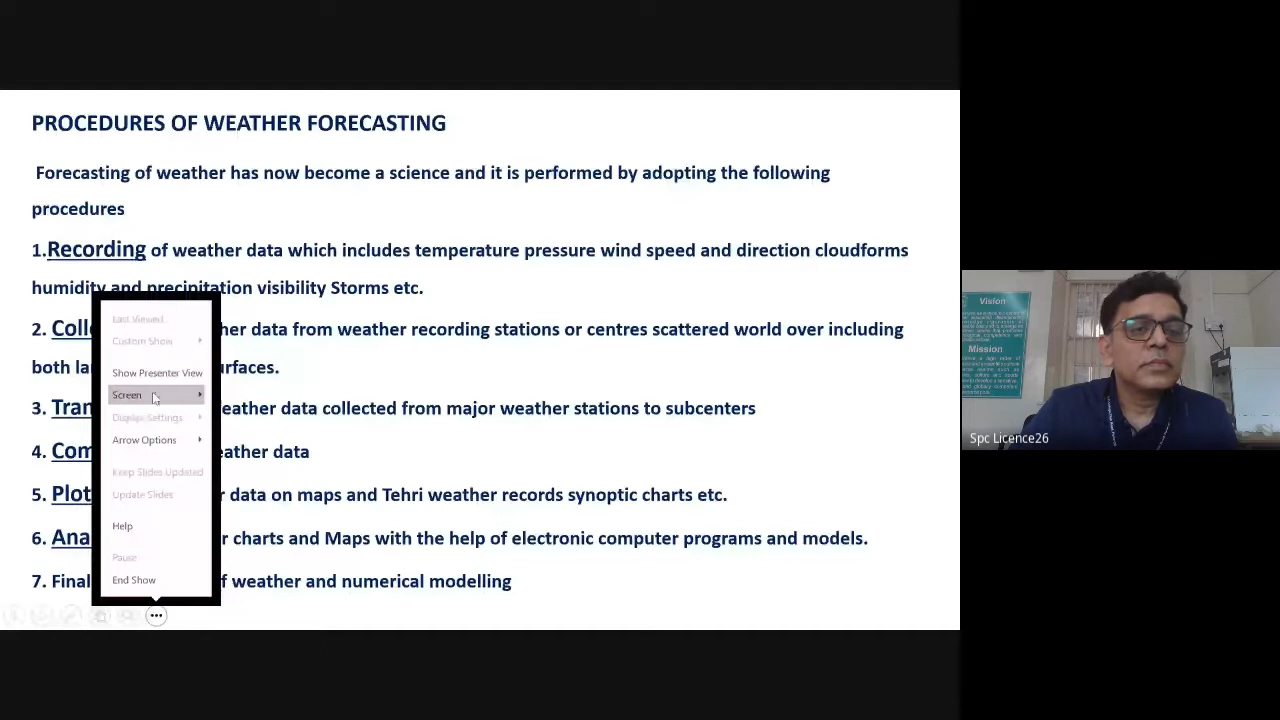 PROCEDURES OF WEATHER FORECASTING
Forecasting of weather has now become a science and it is performed by adopting the following
procedures
1.Recording of weather data which includes temperature pressure wind speed and direction cloudforms
humidity and precipitation visibility Storms etc.
2. Coll her data from weather recording stations or centres scattered world over including
both lan urfaces.
3. Tran eather data collected from major weather stations to subcenters
4. Com eather data
5. Plot r data on maps and Tehri weather records synoptic charts etc.
6. Ana r charts and Maps with the help of electronic computer programs and models.
7. Final f weather and numerical modelling
Last Viewed
Custom Show
Show Presenter View
Screen
Display Settings
Arrow Options
Keep Slides Updated
Update Slides
Help
Pause
End Show
Vision
Mission
Spc Licence26